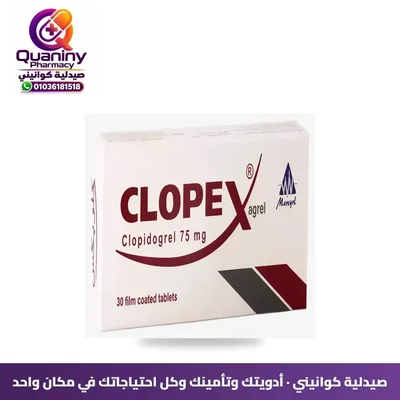 Quaniny
Pharmacy
صيدلية كوانيني
01036181518
CLOPEX®
agrel
Clopidogrel 75 mg
30 film coated tablets
كلوبيكس
صيدلية كوانيني - أدويتك وتأمينك وكل احتياجاتك في مكان واحد